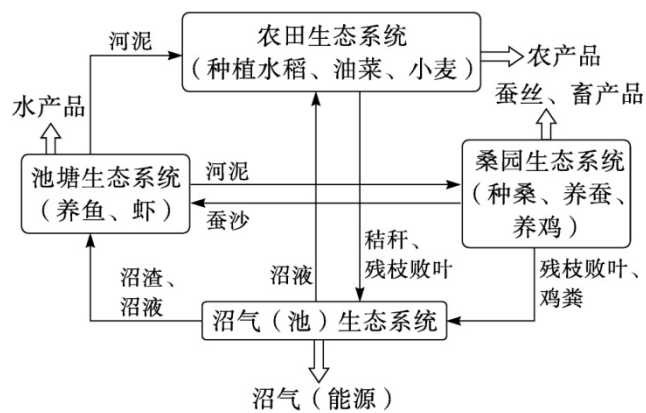 河泥
农田生态系统
（种植水稻、油菜、小麦）
农产品
蚕丝、畜产品
水产品
池塘生态系统
（养鱼、虾）
河泥
蚕沙
桑园生态系统
（种桑、养蚕、
养鸡）
沼渣、
沼液
沼液
秸秆、
残枝败叶
残枝败叶、
鸡粪
沼气（池）生态系统
沼气（能源）